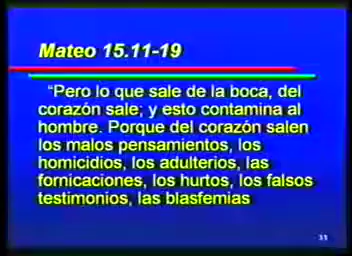 Mateo 15.11-19
“Pero lo que sale de la boca, del
corazón sale; y esto contamina al
hombre. Porque del corazón salen
los malos pensamientos, los
homicidios, los adulterios, las
fornicaciones, los hurtos, los falsos
testimonios, las blasfemias